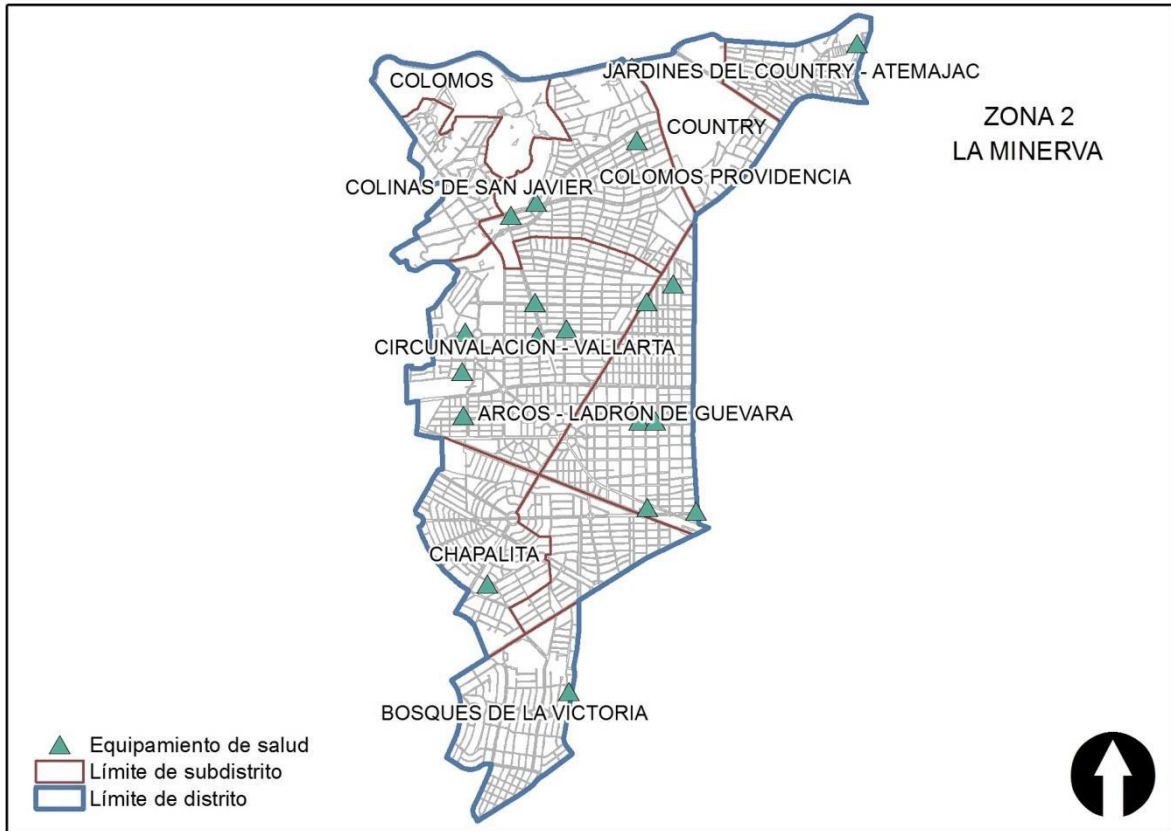 COLOMOS
JARDINES DEL COUNTRY - ATEMAJAC
ZONA 2
LA MINERVA
COUNTRY
COLOMOS PROVIDENCIA
COLINAS DE SAN JAVIER
CIRCUNVALACION - VALLARTA
ARCOS - LADRÓN DE GUEVARA
CHAPALITA
BOSQUES DE LA VICTORIA
Equipamiento de salud
Límite de subdistrito
Límite de distrito